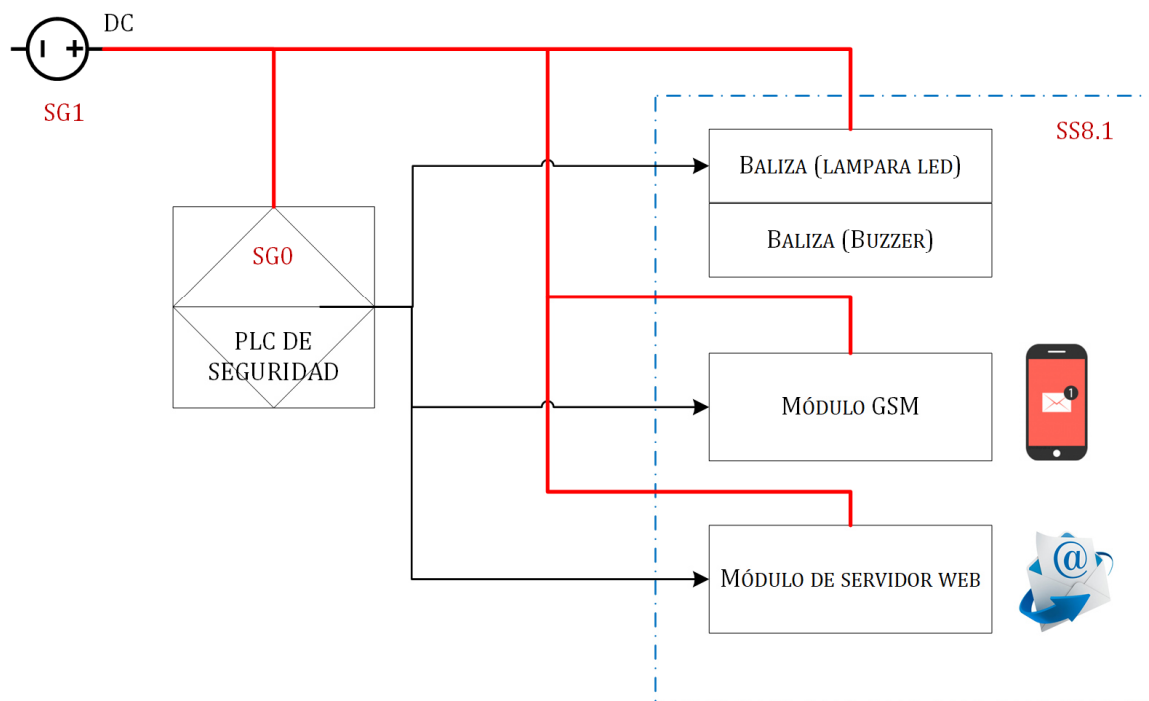 DC
SG1
SS8.1
BALIZA (LAMPARA LED)
BALIZA (BUZZER)
SG0
PLC DE
SEGURIDAD
MÓDULO GSM
1
MÓDULO DE SERVIDOR WEB
@